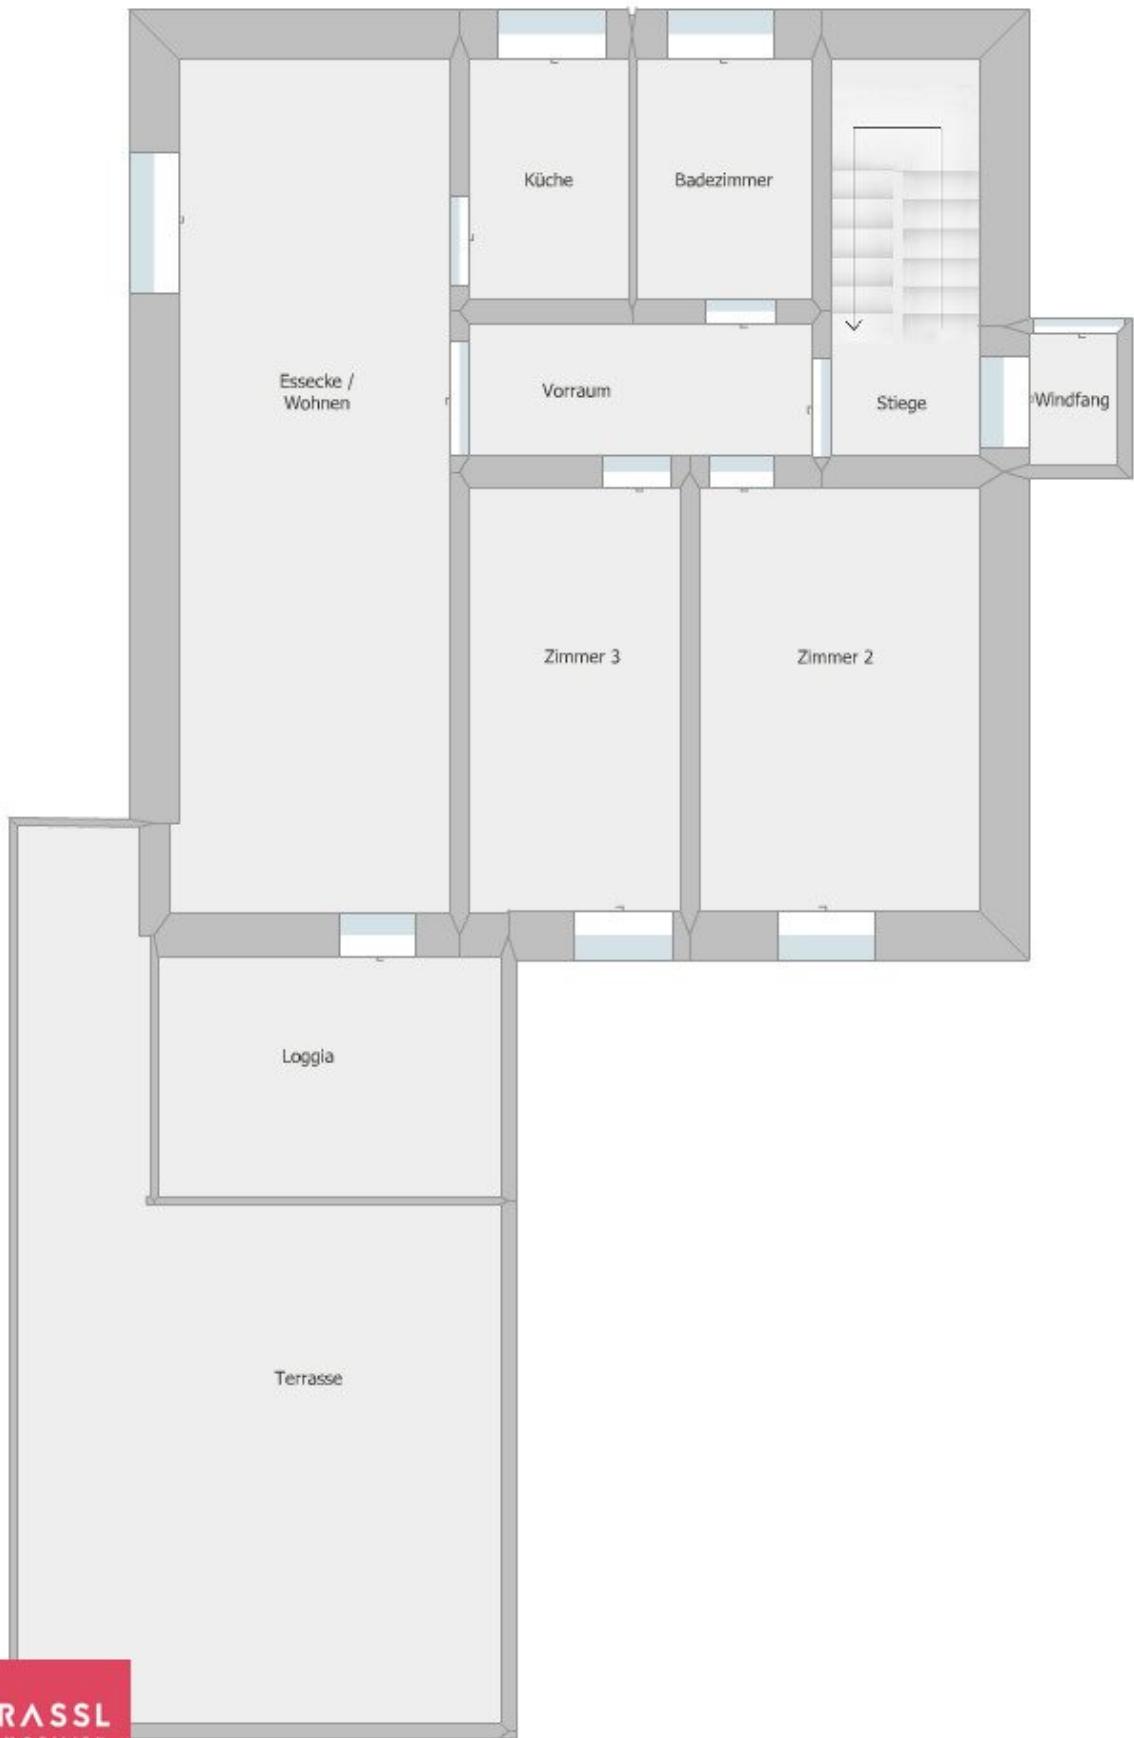 Küche
Badezimmer
Essecke /
Wohnen
Vorraum
Stiege
Windfang
Zimmer 3
Zimmer 2
Loggia
Terrasse
RASSL